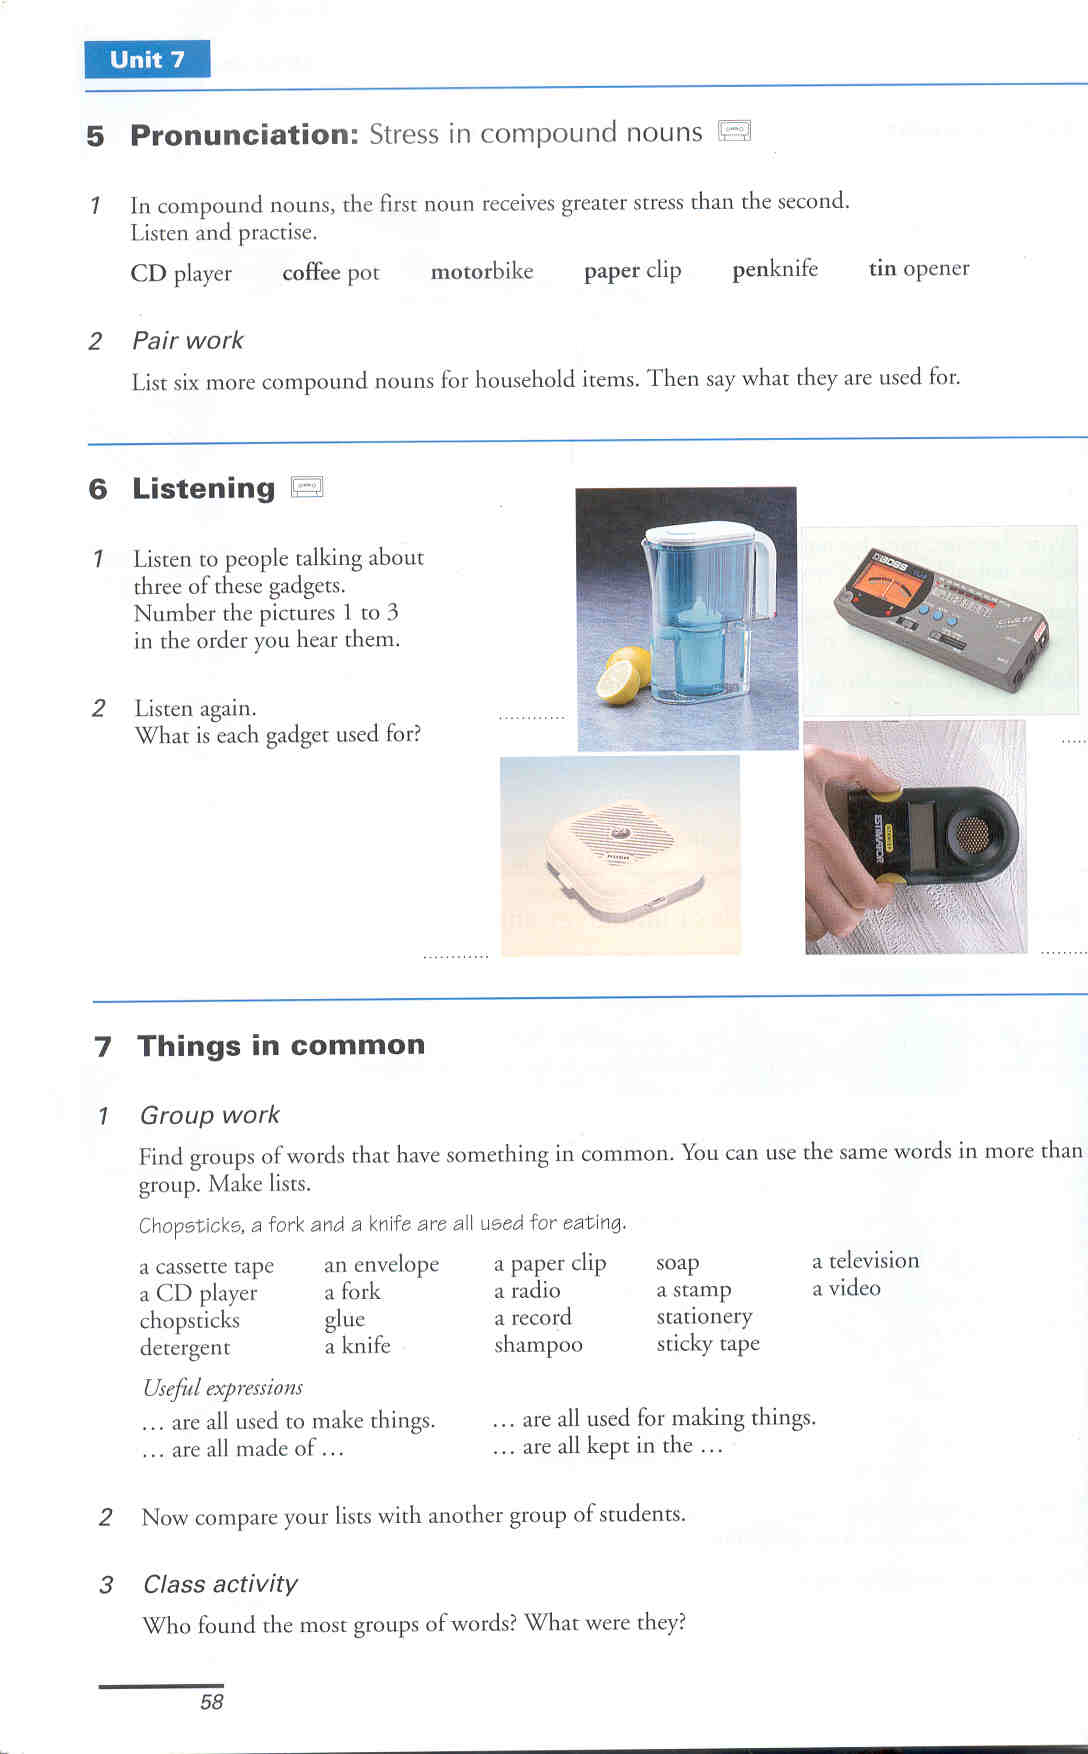 Unit 7
5 Pronunciation: Stress in compound nouns
1 In compound nouns, the first noun receives greater stress than the second.
Listen and practise.
CD player coffee pot motorbike paper clip penknife tin opener
2 Pair work
List six more compound nouns for household items. Then say what they are used for.
6 Listening
1 Listen to people talking about
three of these gadgets.
Number the pictures 1 to 3
in the order you hear them.
2 Listen again.
What is each gadget used for?
............
BOSS
.....
ESTIMATOR
............
.........
7 Things in common
1 Group work
Find groups of words that have something in common. You can use the same words in more than
group. Make lists.
Chopsticks, a fork and a knife are all used for eating.
a cassette tape an envelope a paper clip soap a television
a CD player a fork a radio a stamp a video
chopsticks glue a record stationery
detergent a knife shampoo sticky tape
Useful expressions
... are all used to make things. ... are all used for making things.
... are all made of ... ... are all kept in the ...
2 Now compare your lists with another group of students.
3 Class activity
Who found the most groups of words? What were they?
58